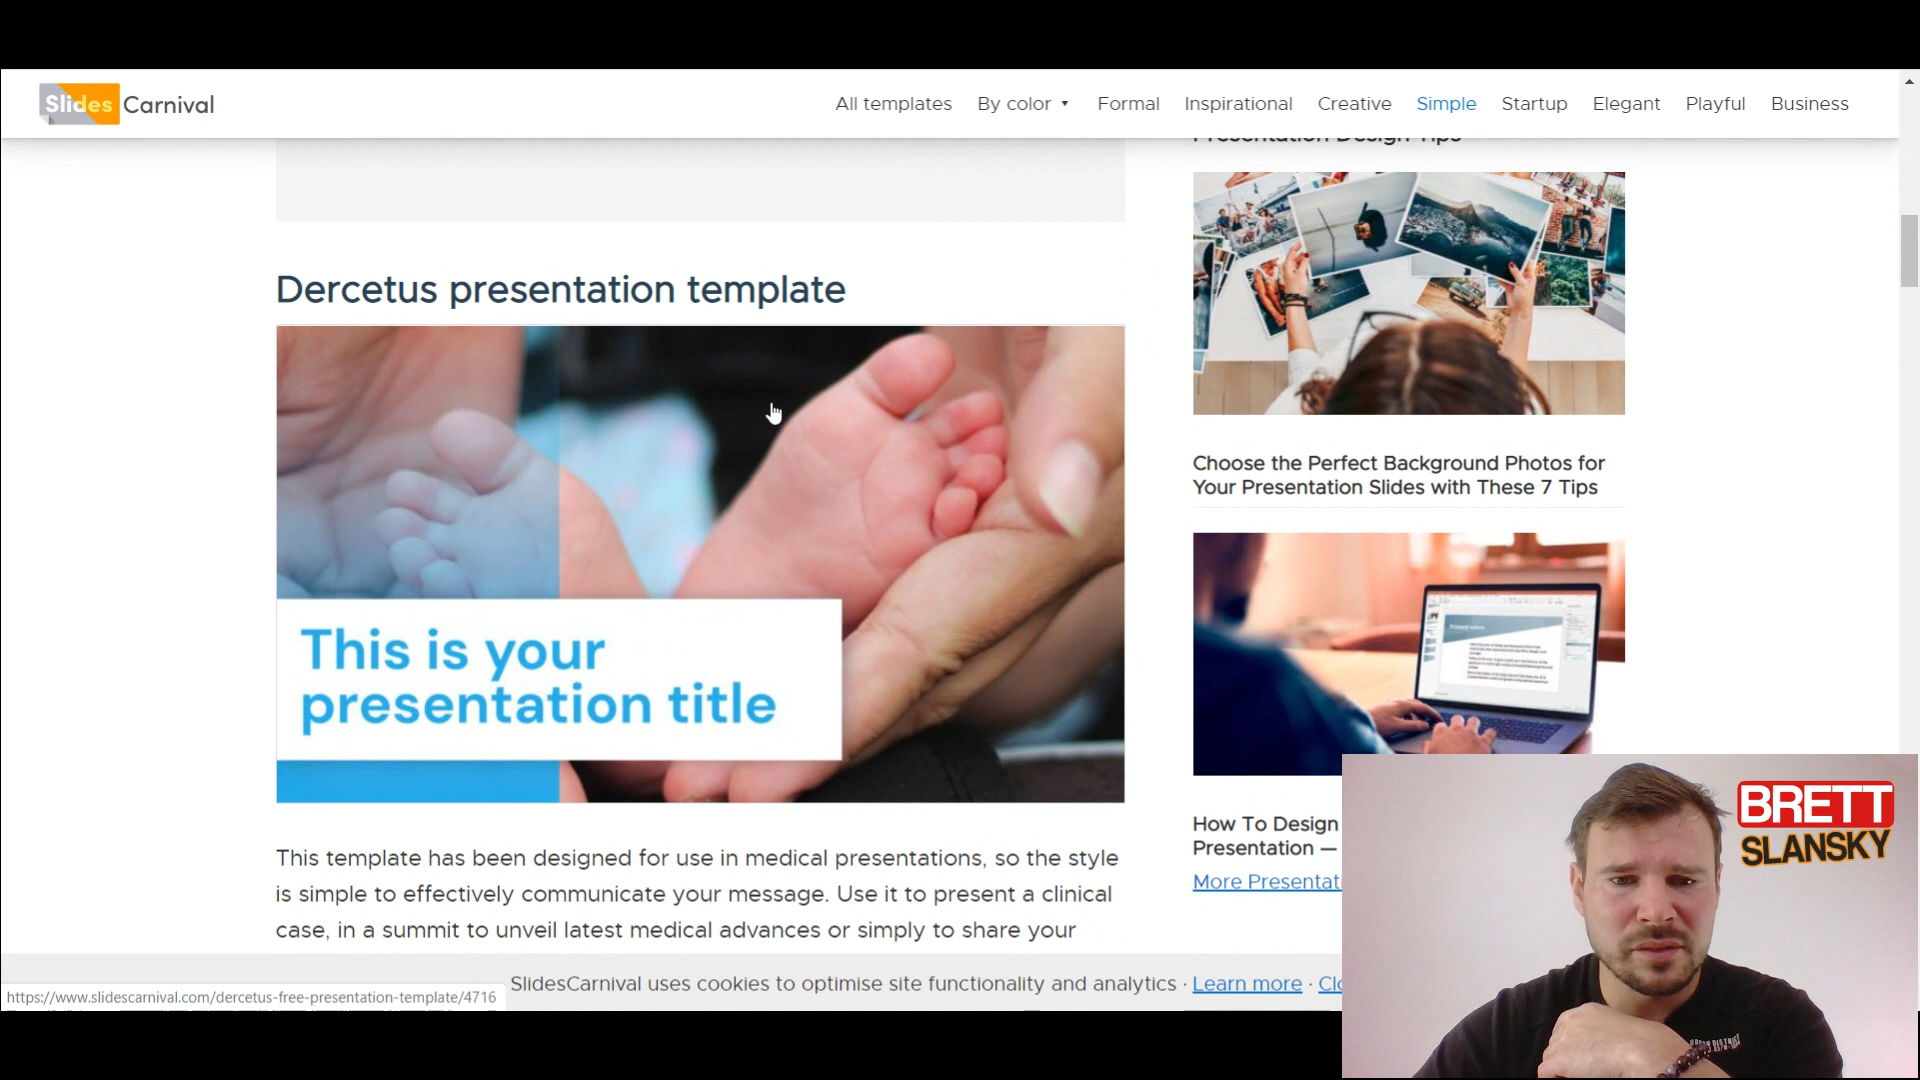 Slides Carnival
All templates By color ▼ Formal Inspirational Creative Simple Startup Elegant Playful Business
Presentation Design Tips
Dercetus presentation template
This is your
presentation title
This template has been designed for use in medical presentations, so the style
is simple to effectively communicate your message. Use it to present a clinical
case, in a summit to unveil latest medical advances or simply to share your
Choose the Perfect Background Photos for
Your Presentation Slides with These 7 Tips
How To Design
Presentation —
More Presentat
BRETT
SLANSKY
SlidesCarnival uses cookies to optimise site functionality and analytics · Learn more · Clo
https://www.slidescarnival.com/dercetus-free-presentation-template/4716